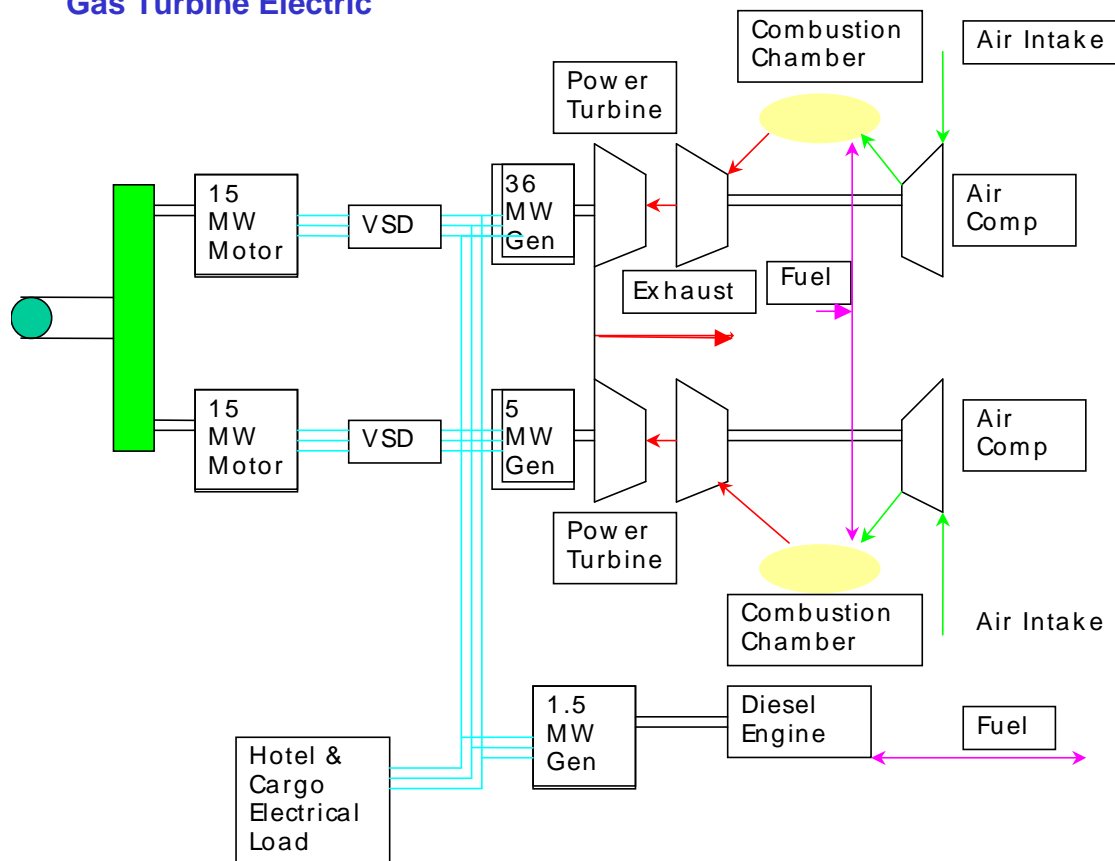 Gas Turbine Electric
Combustion
Chamber
Air Intake
Power
Turbine
15
MW
Motor
VSD
36
MW
Gen
Air
Comp
Exhaust
Fuel
15
MW
Motor
VSD
5
MW
Gen
Air
Comp
Power
Turbine
Combustion
Chamber
Air Intake
1.5
MW
Gen
Diesel
Engine
Fuel
Hotel &
Cargo
Electrical
Load